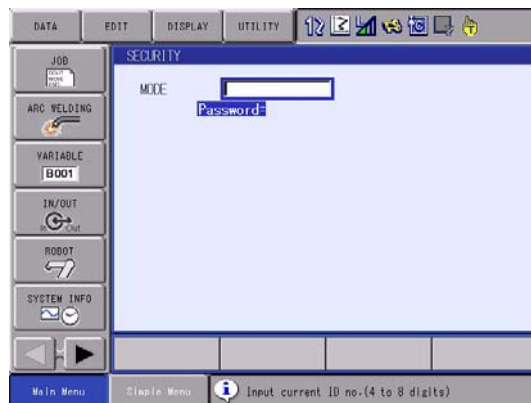 DATA
EDIT
DISPLAY
UTILITY
JOB
ARC WELDING
VARIABLE
B001
IN/OUT
In
Out
ROBOT
SYSTEM INFO
SECURITY
MODE
Password=
Main Menu
Simple Menu
Input current ID no.(4 to 8 digits)